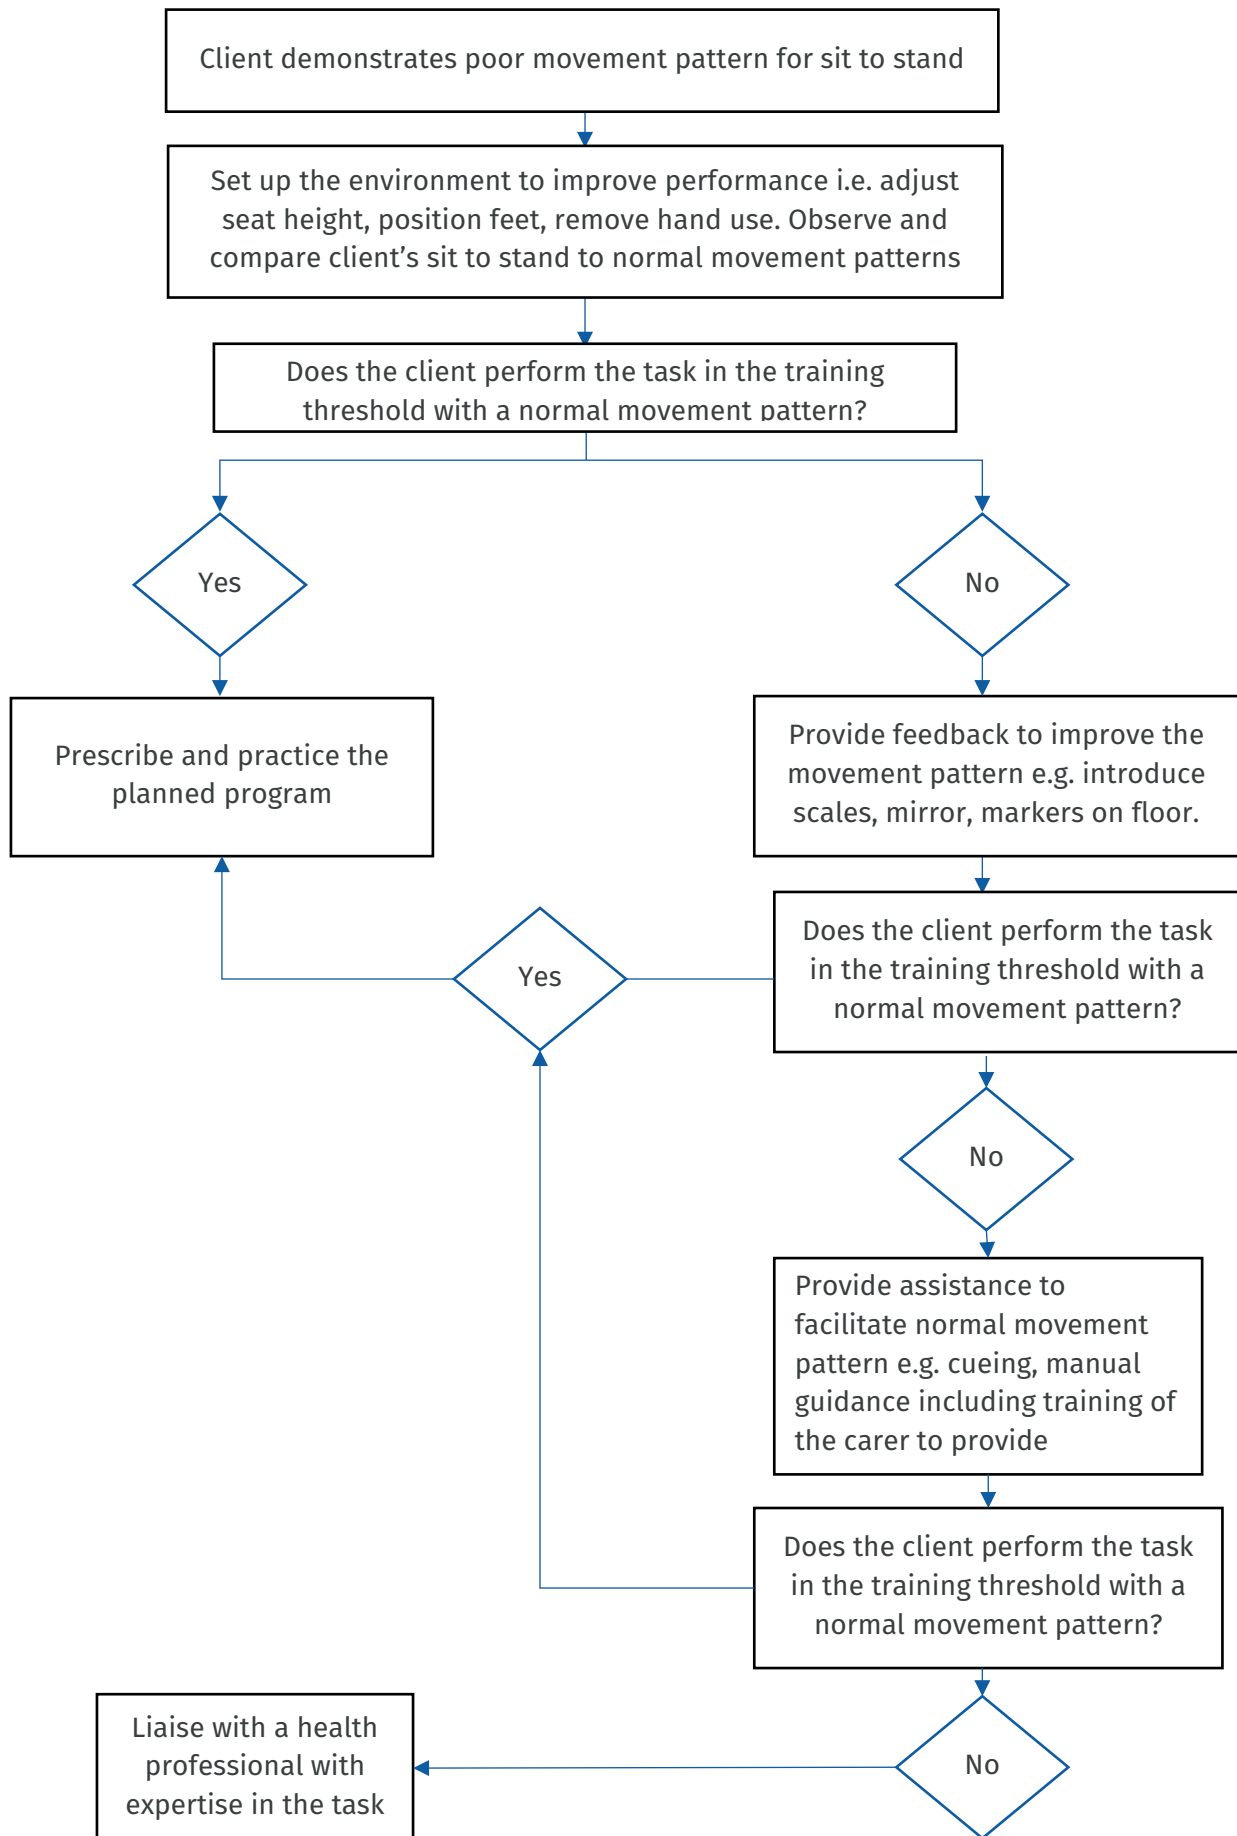 Client demonstrates poor movement pattern for sit to stand
Set up the environment to improve performance i.e. adjust
seat height, position feet, remove hand use. Observe and
compare client’s sit to stand to normal movement patterns
Does the client perform the task in the training
threshold with a normal movement pattern?
Yes
No
Prescribe and practice the
planned program
Provide feedback to improve the
movement pattern e.g. introduce
scales, mirror, markers on floor.
Does the client perform the task
in the training threshold with a
normal movement pattern?
Yes
No
Provide assistance to
facilitate normal movement
pattern e.g. cueing, manual
guidance including training of
the carer to provide
Does the client perform the task
in the training threshold with a
normal movement pattern?
Liaise with a health
professional with
expertise in the task
No